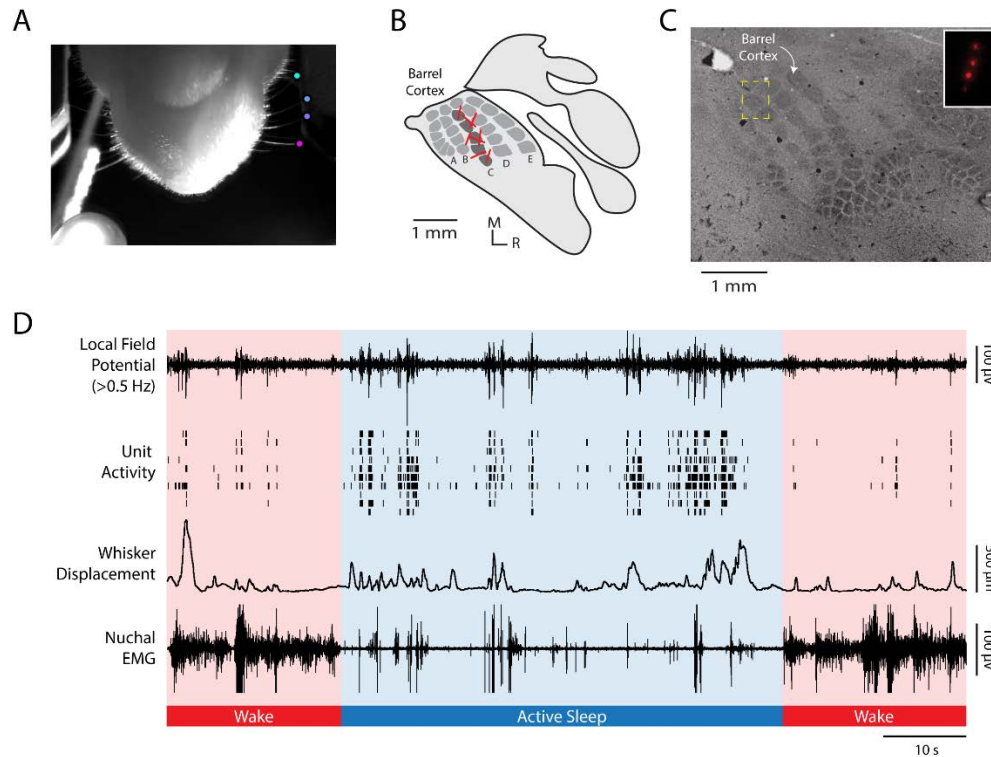 A
B
C
Barrel
Cortex
A
B
C
D
E
1 mm
M
R
Barrel
Cortex
1 mm
D
Local Field
Potential
(>0.5 Hz)
100 µV
Unit
Activity
Whisker
Displacement
300 µm
Nuchal
EMG
100 µV
Wake
Active Sleep
Wake
10 s